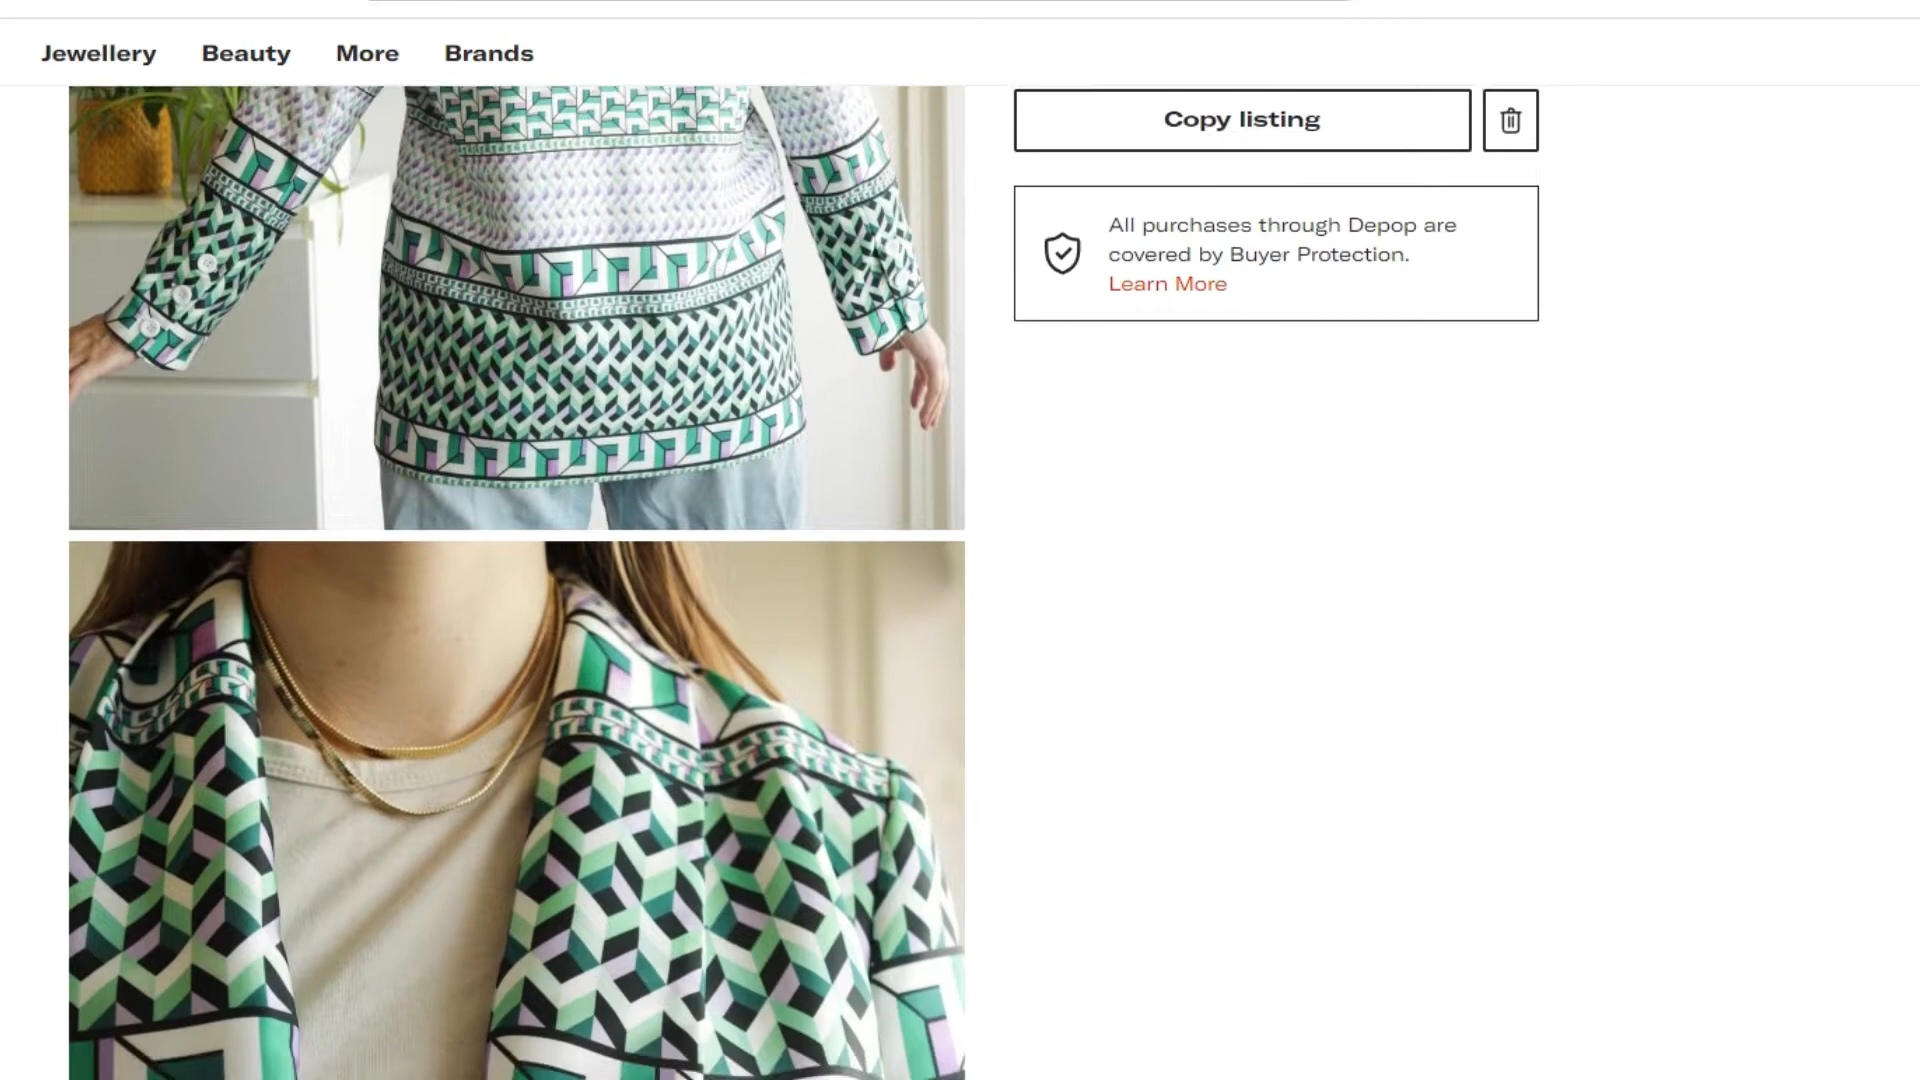 Jewellery Beauty More Brands
Copy listing
All purchases through Depop are
covered by Buyer Protection.
Learn More